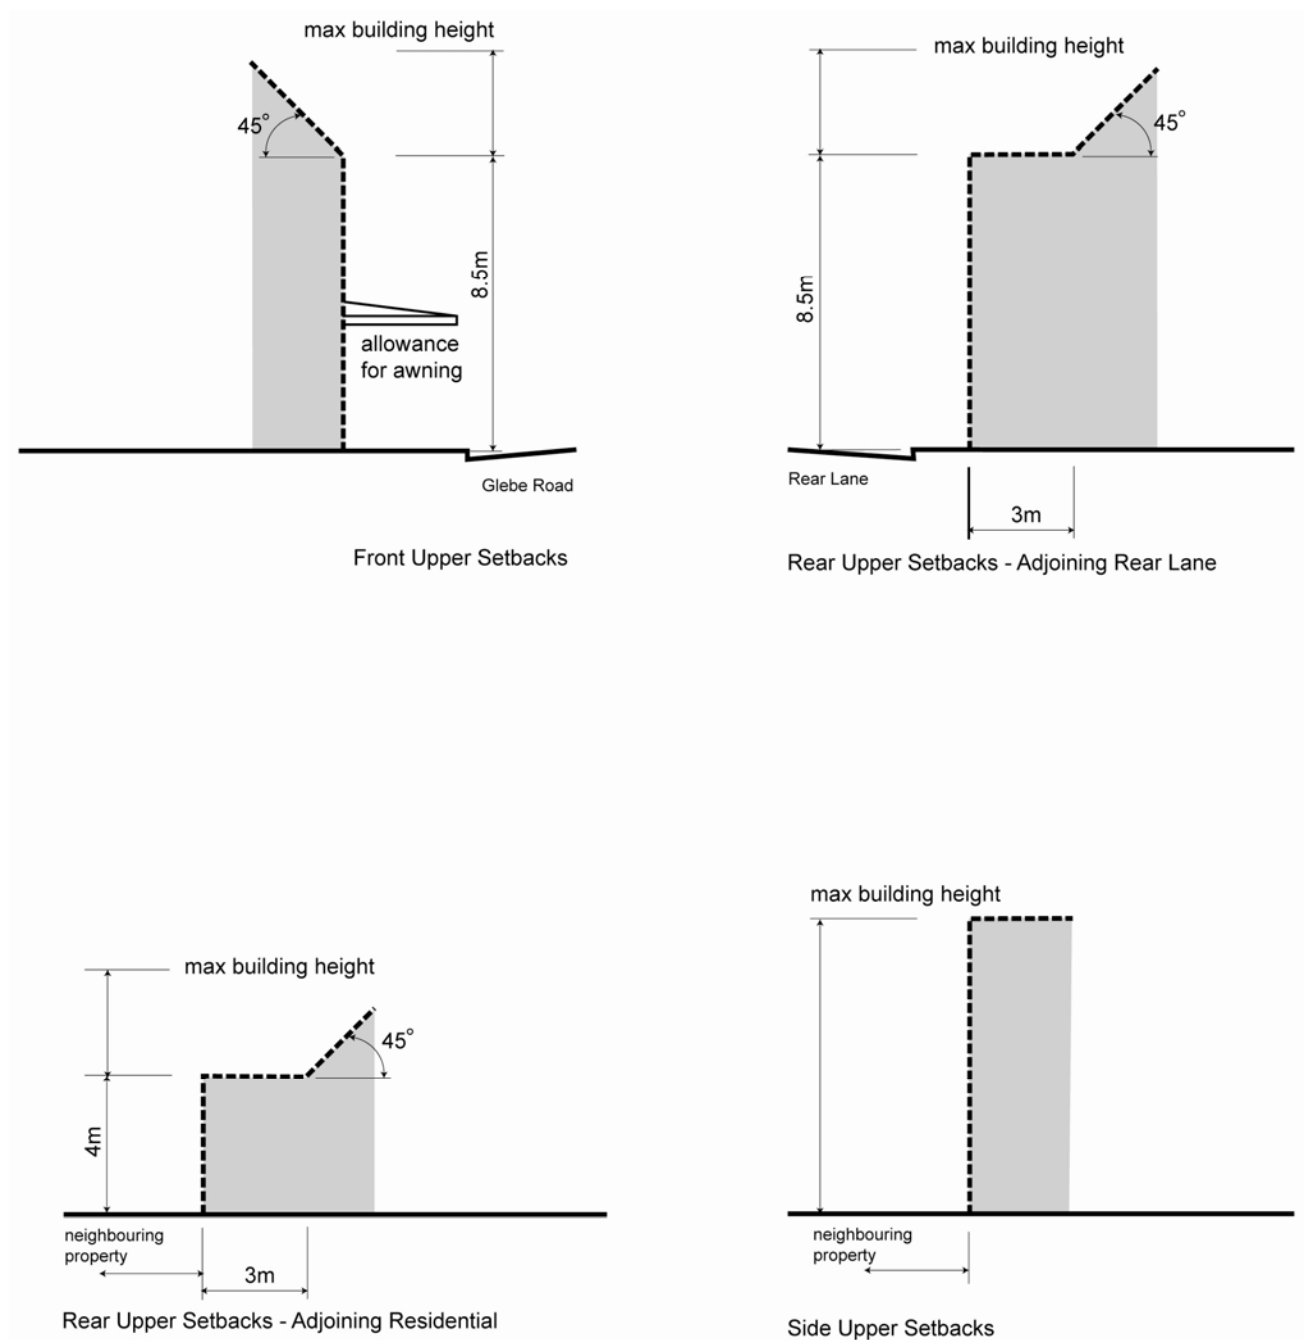 max building height
45°
8.5m
allowance
for awning
Glebe Road
Front Upper Setbacks
max building height
45°
8.5m
Rear Lane
3m
Rear Upper Setbacks - Adjoining Rear Lane
max building height
45°
4m
neighbouring
property
3m
Rear Upper Setbacks - Adjoining Residential
max building height
neighbouring
property
Side Upper Setbacks